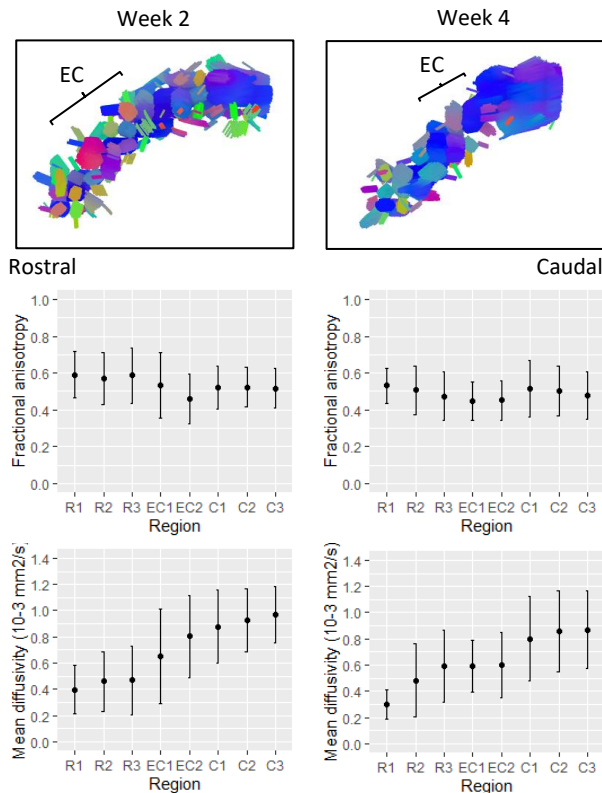 Week 2
Week 4
EC
EC
Rostral
Caudal
Fractional anisotropy
1.0
0.8
0.6
0.4
0.2
0.0
R1 R2 R3 EC1 EC2 C1 C2 C3
Region
Fractional anisotropy
1.0
0.8
0.6
0.4
0.2
0.0
R1 R2 R3 EC1 EC2 C1 C2 C3
Region
Mean diffusivity (10-3 mm2/s)
1.4
1.2
1.0
0.8
0.6
0.4
0.2
0.0
R1 R2 R3 EC1 EC2 C1 C2 C3
Region
Mean diffusivity (10-3 mm2/s)
1.4
1.2
1.0
0.8
0.6
0.4
0.2
0.0
R1 R2 R3 EC1 EC2 C1 C2 C3
Region